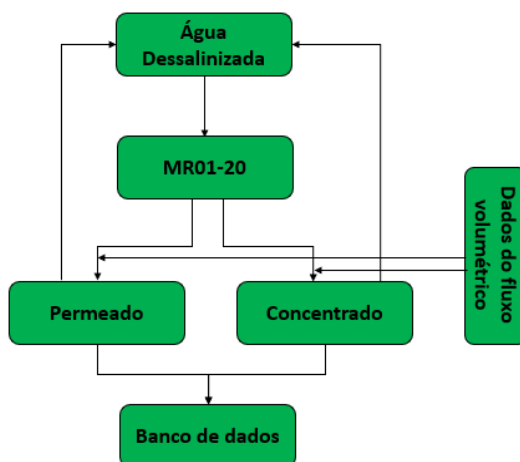 Água
Dessalinizada
MR01-20
Dados do fluxo
volumétrico
Permeado
Concentrado
Banco de dados